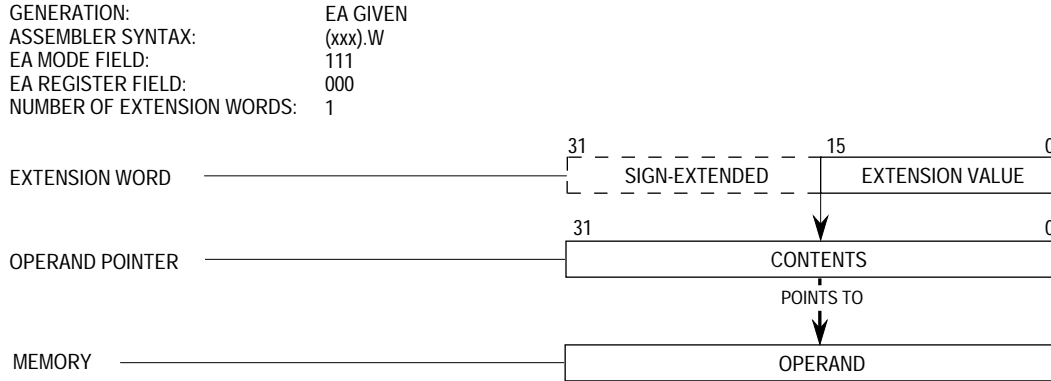 GENERATION: EA GIVEN
ASSEMBLER SYNTAX: (xxx).W
EA MODE FIELD: 111
EA REGISTER FIELD: 000
NUMBER OF EXTENSION WORDS: 1
31 15 0
EXTENSION WORD SIGN-EXTENDED EXTENSION VALUE
31 0
OPERAND POINTER CONTENTS
POINTS TO
MEMORY OPERAND